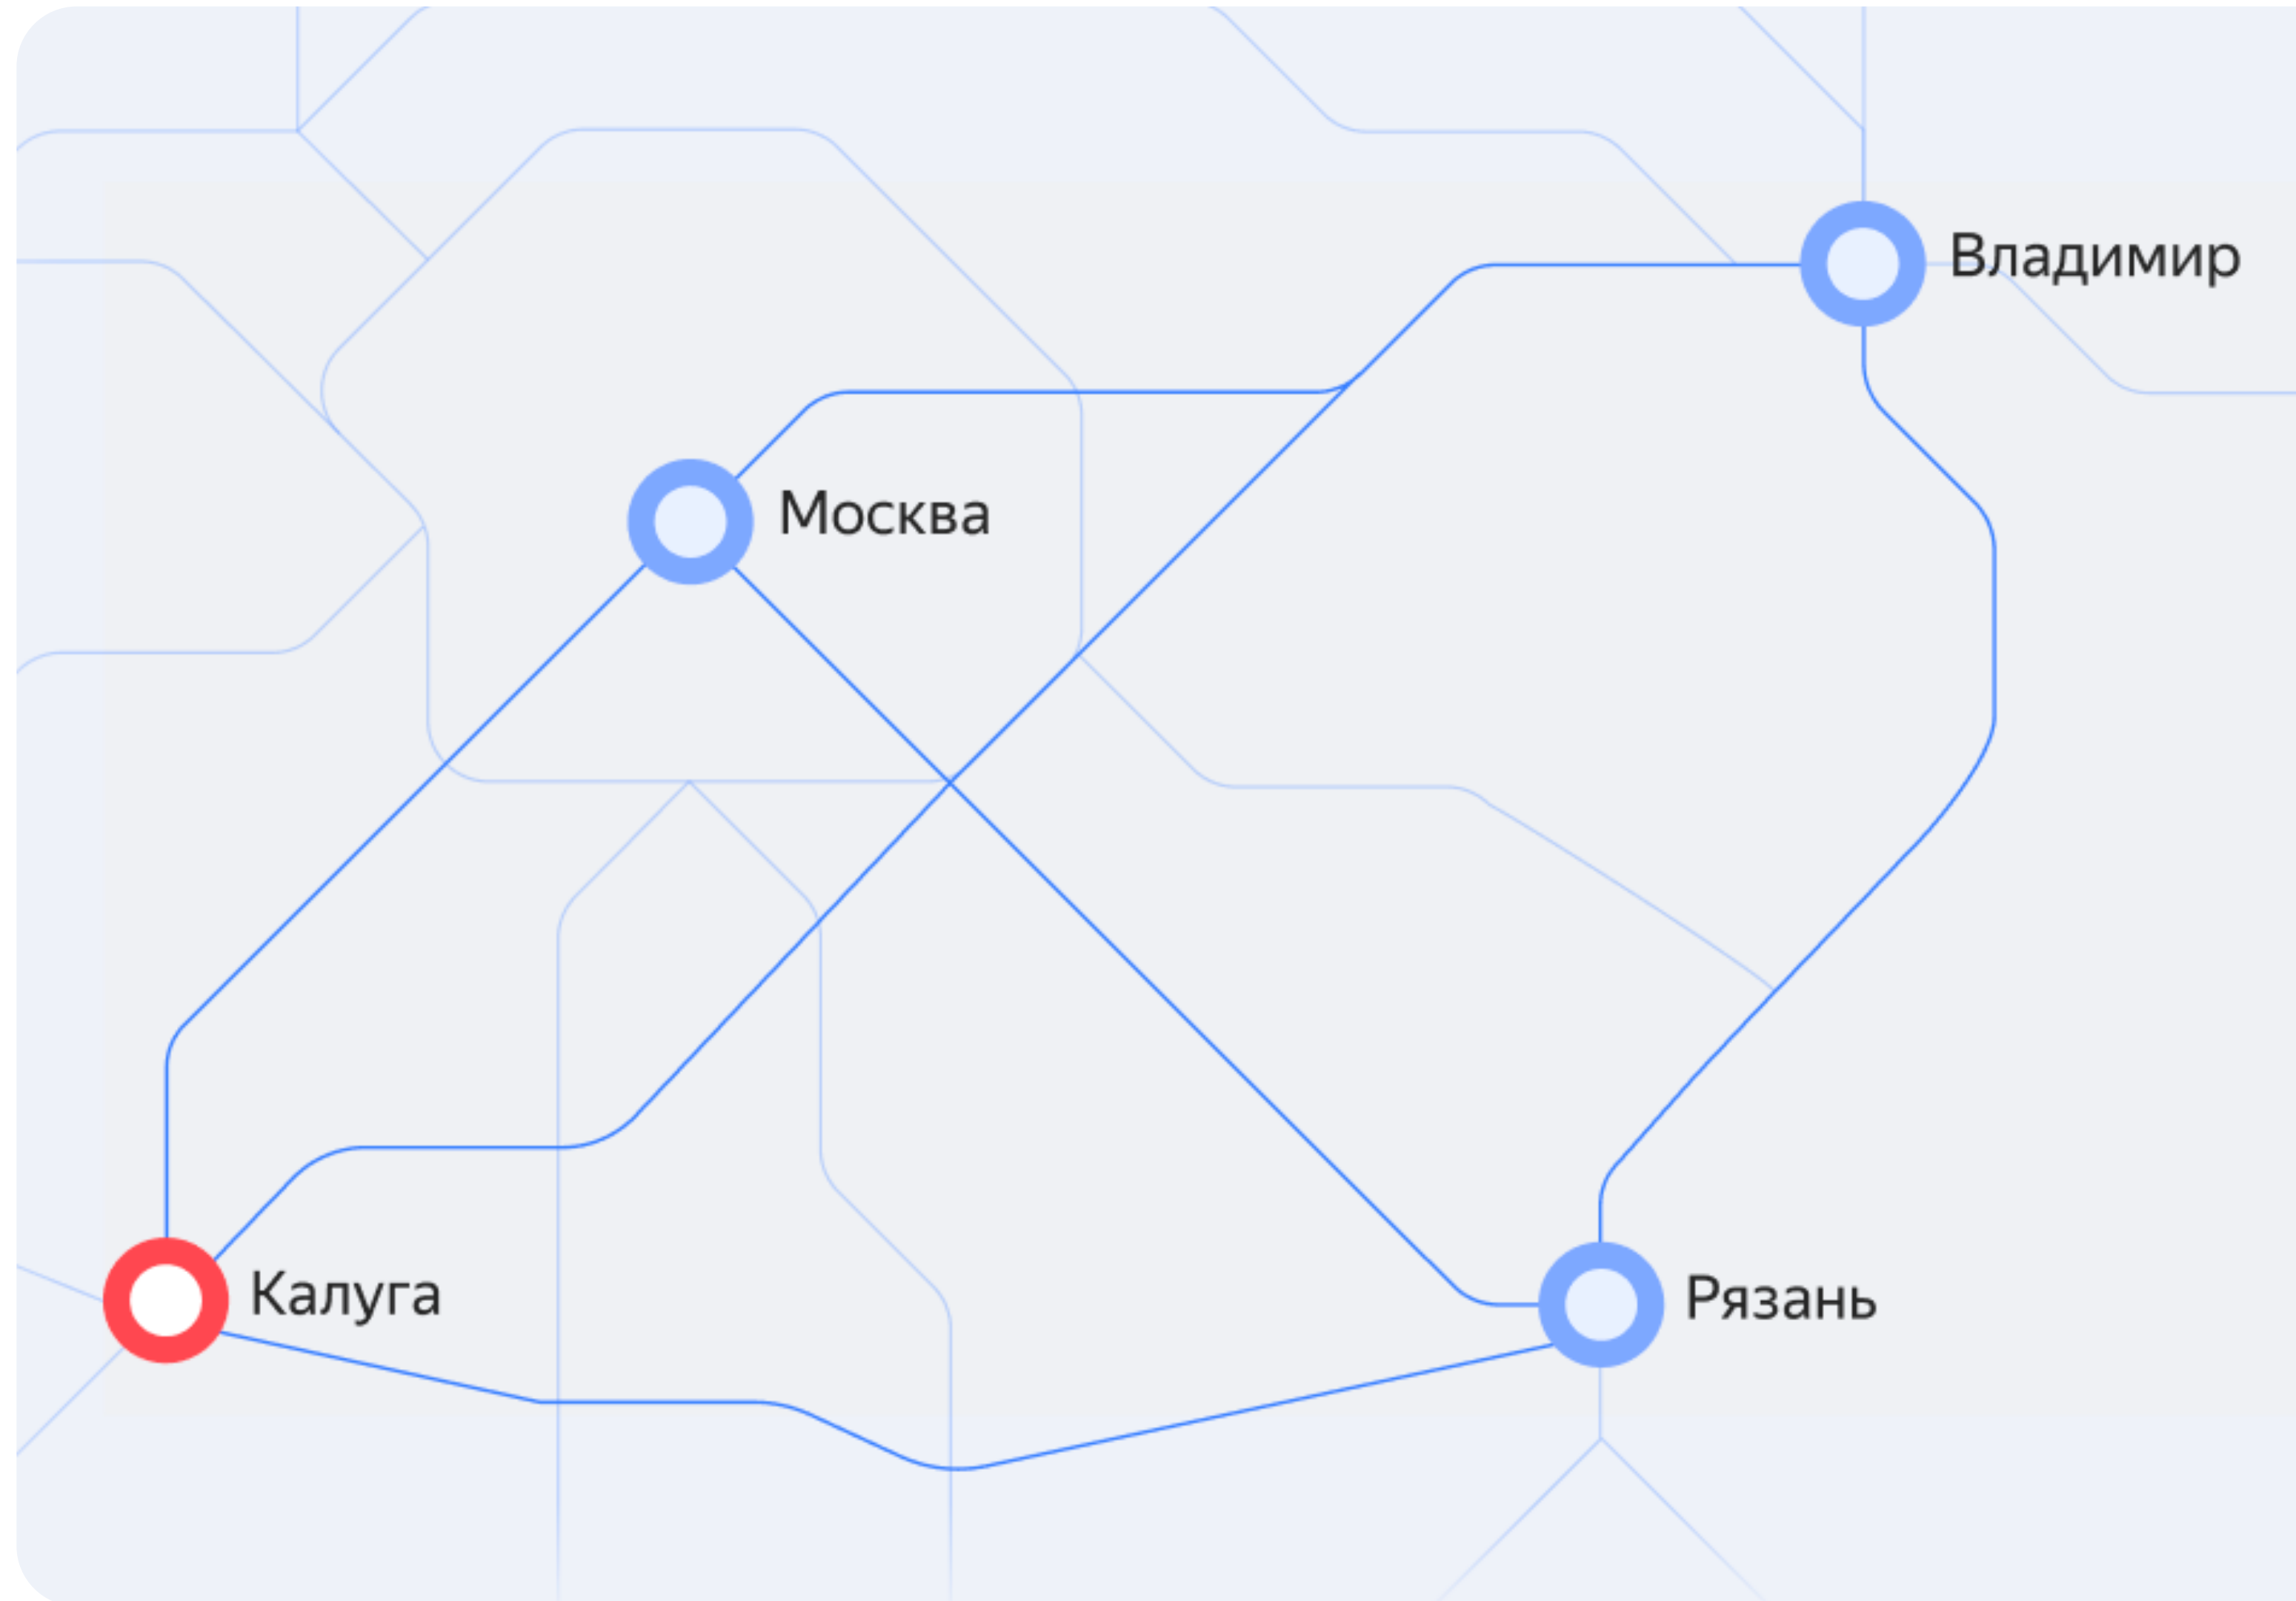 Владимир
Москва
Калуга
Рязань